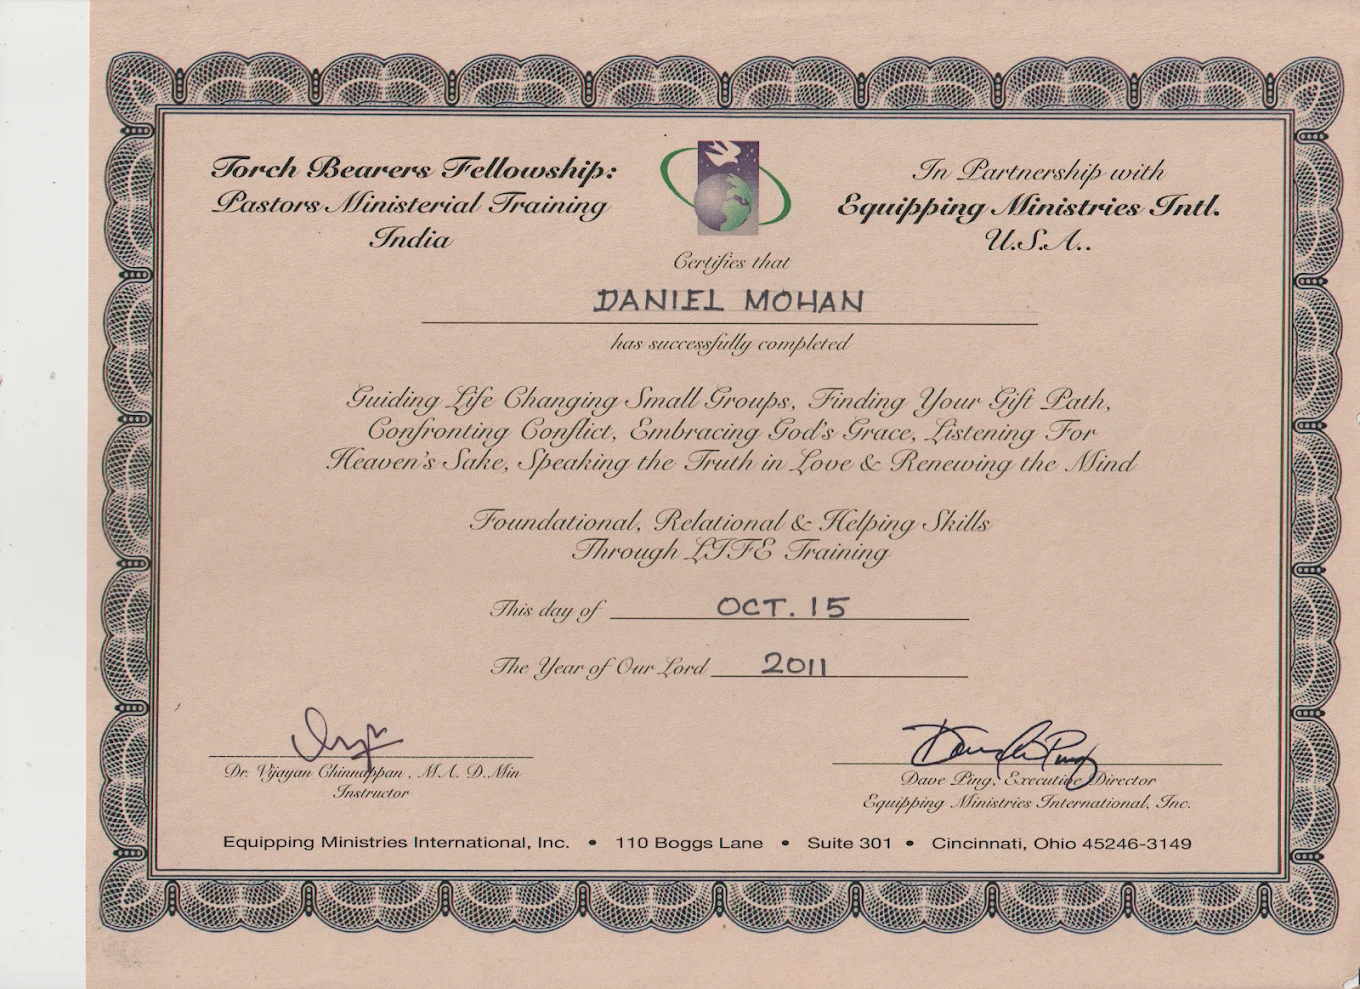 Torch Bearers Fellowship:
Pastors Ministerial Training
India
In Partnership with
Equipping Ministries Intl.
U.S.A..
Certifies that
DANIEL MOHAN
has successfully completed
Guiding Life Changing Small Groups, Finding Your Gift Path,
Confronting Conflict, Embracing God's Grace, Listening For
Heaven's Sake, Speaking the Truth in Love & Renewing the Mind
Foundational, Relational & Helping Skills
Through LIFE Training
This day of OCT. 15
The Year of Our Lord 2011
Dr. Vijayan Chinnappan , M.A. D.Min
Instructor
Dave Ping, Executive Director
Equipping Ministries International, Inc.
Equipping Ministries International, Inc. • 110 Boggs Lane • Suite 301 • Cincinnati, Ohio 45246-3149